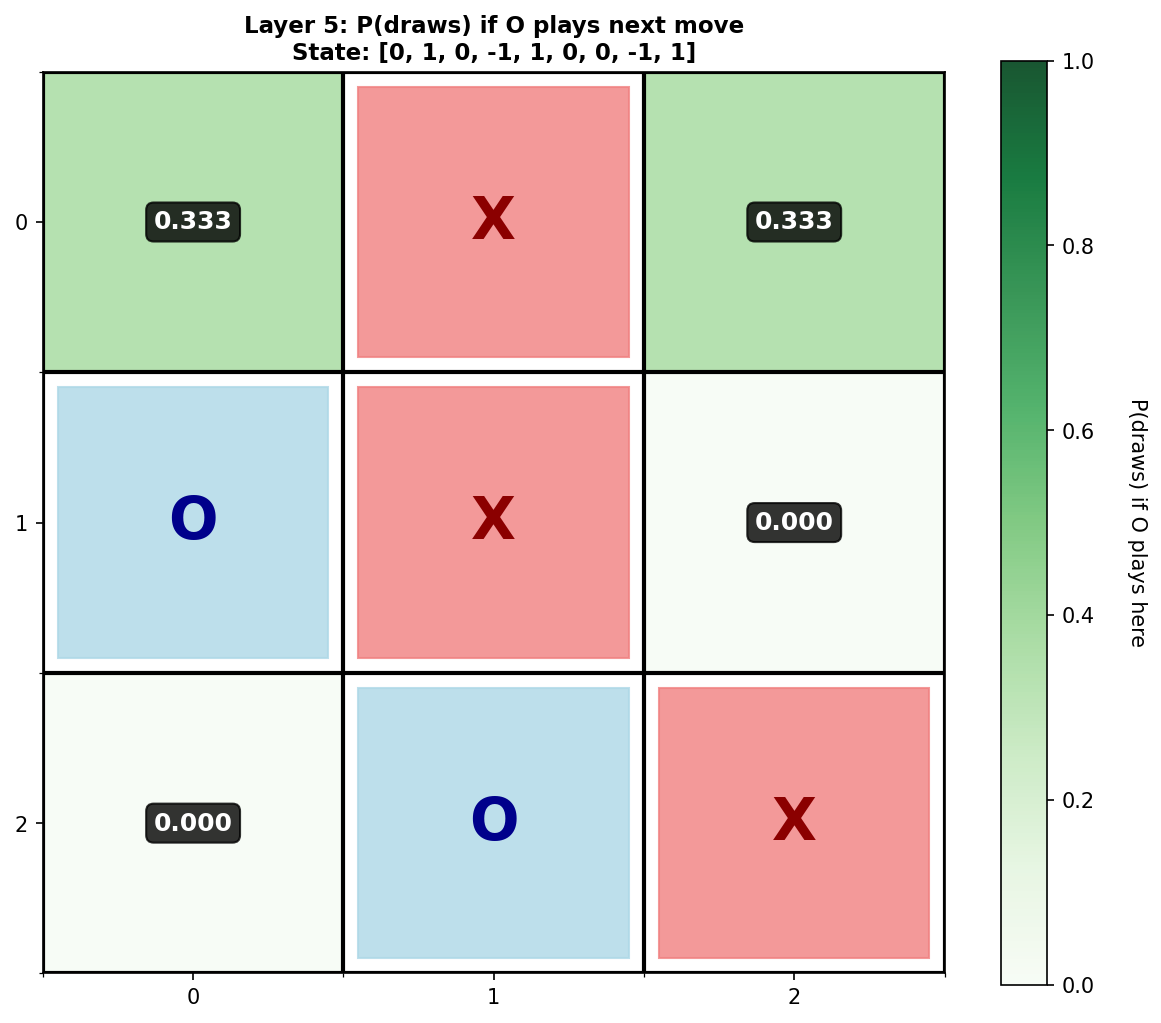 Layer 5: P(draws) if O plays next move
State: [0, 1, 0, -1, 1, 0, 0, -1, 1]
0.333
X
0.333
O
X
0.000
0.000
O
X
0
1
2
0
1
2
1.0
0.8
0.6
0.4
0.2
0.0
P(draws) if O plays here